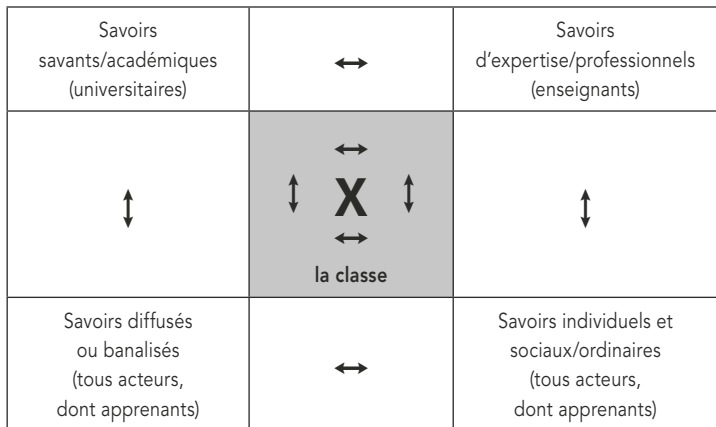 Savoirs
savants/académiques
(universitaires)
↔
Savoirs
d'expertise/professionnels
(enseignants)
↕
↔
↕ X ↕
↔
la classe
↕
Savoirs diffusés
ou banalisés
(tous acteurs,
dont apprenants)
↔
Savoirs individuels et
sociaux/ordinaires
(tous acteurs,
dont apprenants)